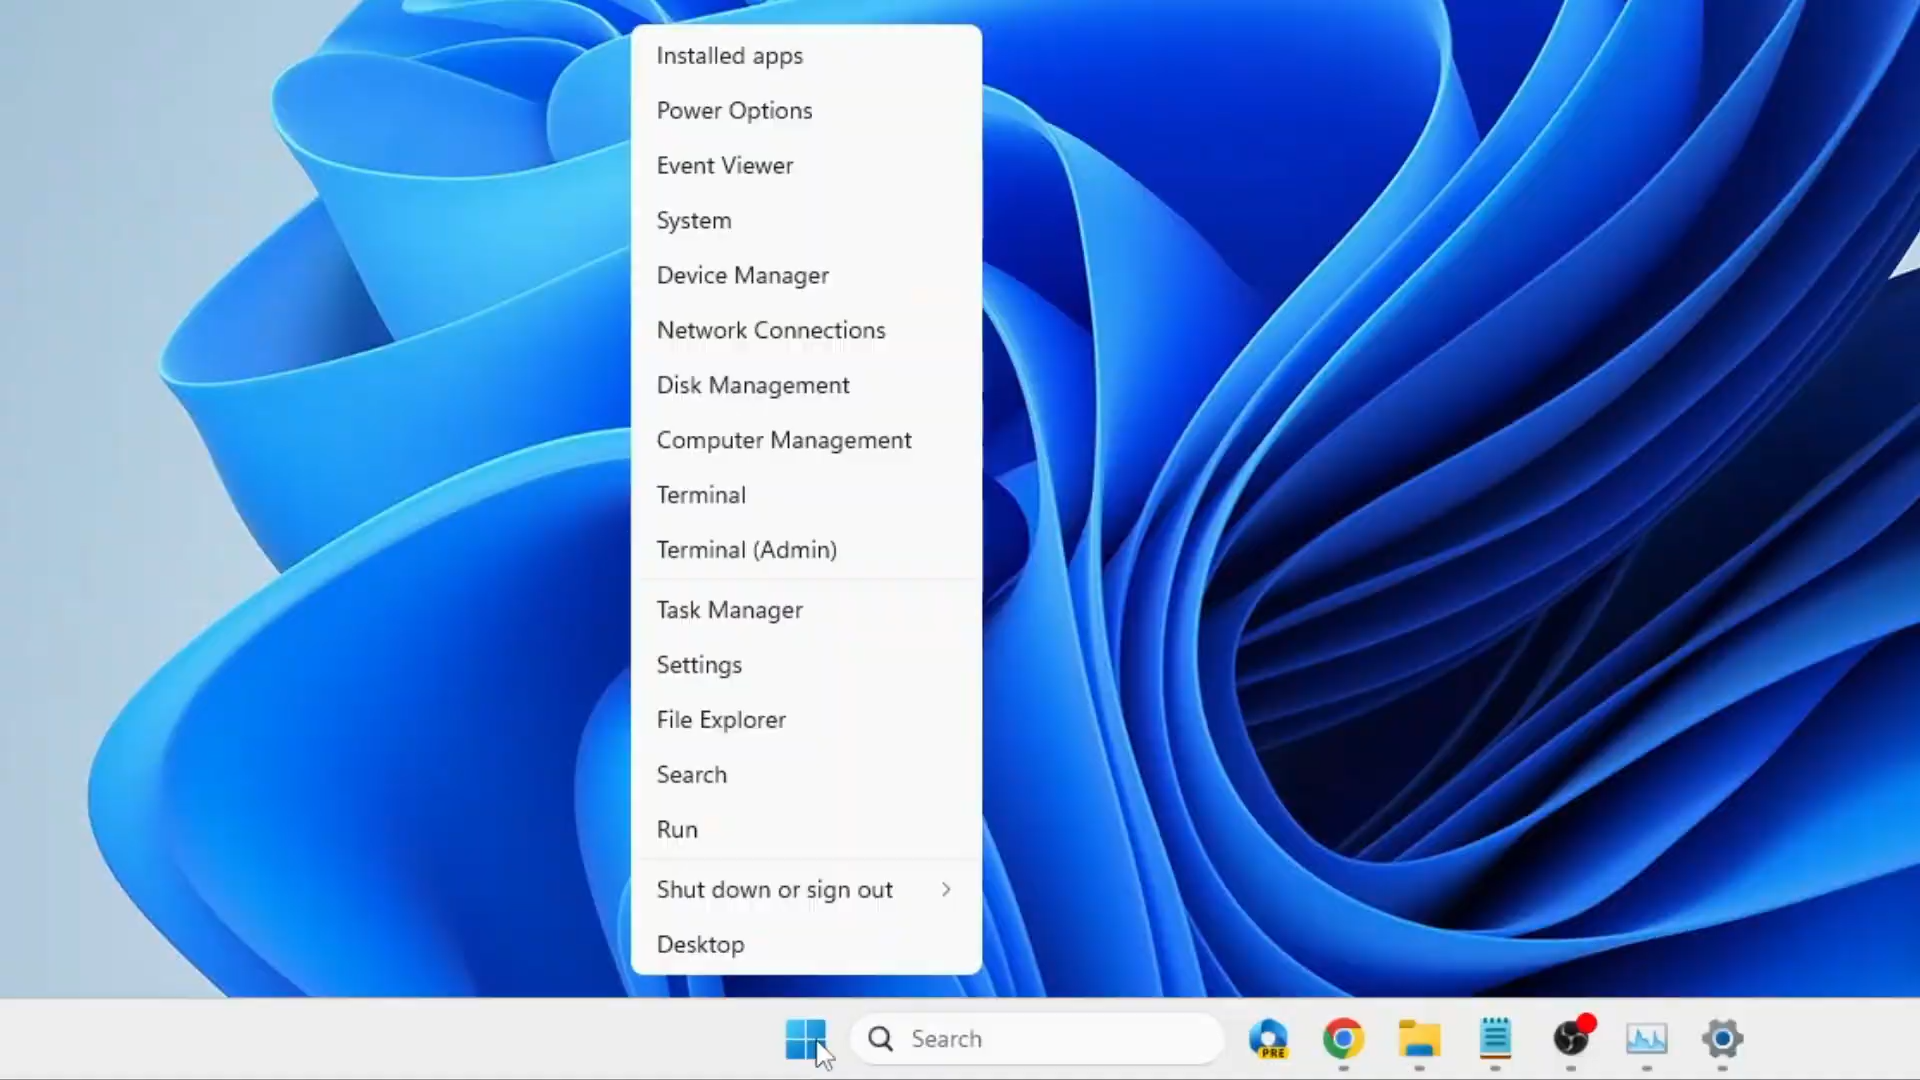 Installed apps
Power Options
Event Viewer
System
Device Manager
Network Connections
Disk Management
Computer Management
Terminal
Terminal (Admin)
Task Manager
Settings
File Explorer
Search
Run
Shut down or sign out
Desktop
Search
PRE